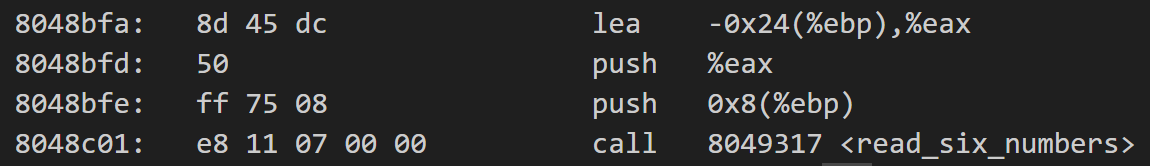 8048bfa: 8d 45 dc lea -0x24(%ebp),%eax
8048bfd: 50 push %eax
8048bfe: ff 75 08 push 0x8(%ebp)
8048c01: e8 11 07 00 00 call 8049317 <read_six_numbers>